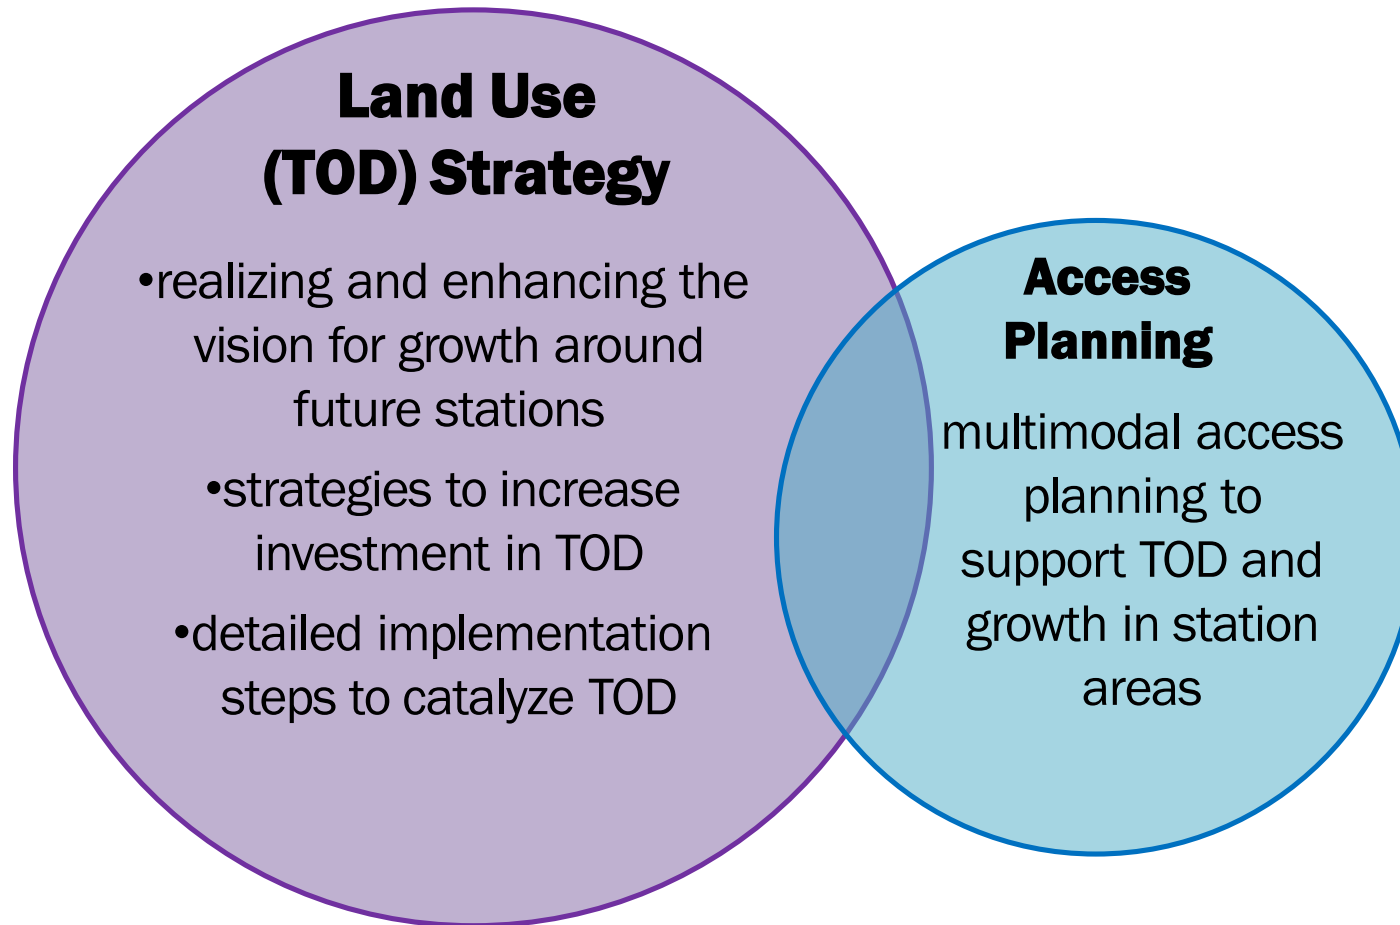 Land Use
(TOD) Strategy
•realizing and enhancing the
vision for growth around
future stations
•strategies to increase
investment in TOD
•detailed implementation
steps to catalyze TOD
Access
Planning
multimodal access
planning to
support TOD and
growth in station
areas